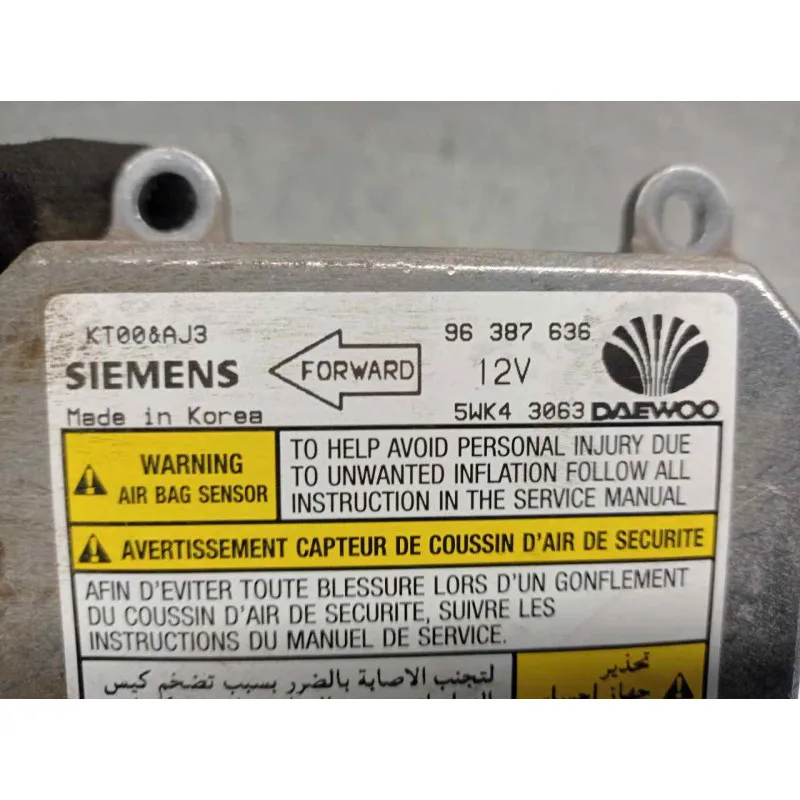 KT00&AJ3
SIEMENS
Made in Korea
FORWARD
96 387 636
12V
5WK4 3063 DAEWOO
WARNING
AIR BAG SENSOR
TO HELP AVOID PERSONAL INJURY DUE
TO UNWANTED INFLATION FOLLOW ALL
INSTRUCTION IN THE SERVICE MANUAL
AVERTISSEMENT CAPTEUR DE COUSSIN D'AIR DE SECURITE
AFIN D'EVITER TOUTE BLESSURE LORS D'UN GONFLEMENT
DU COUSSIN D'AIR DE SECURITE, SUIVRE LES
INSTRUCTIONS DU MANUEL DE SERVICE.
تحذير
جهاز احساس
لتجنب الاصابة بالضرر بسبب تضخم كيس